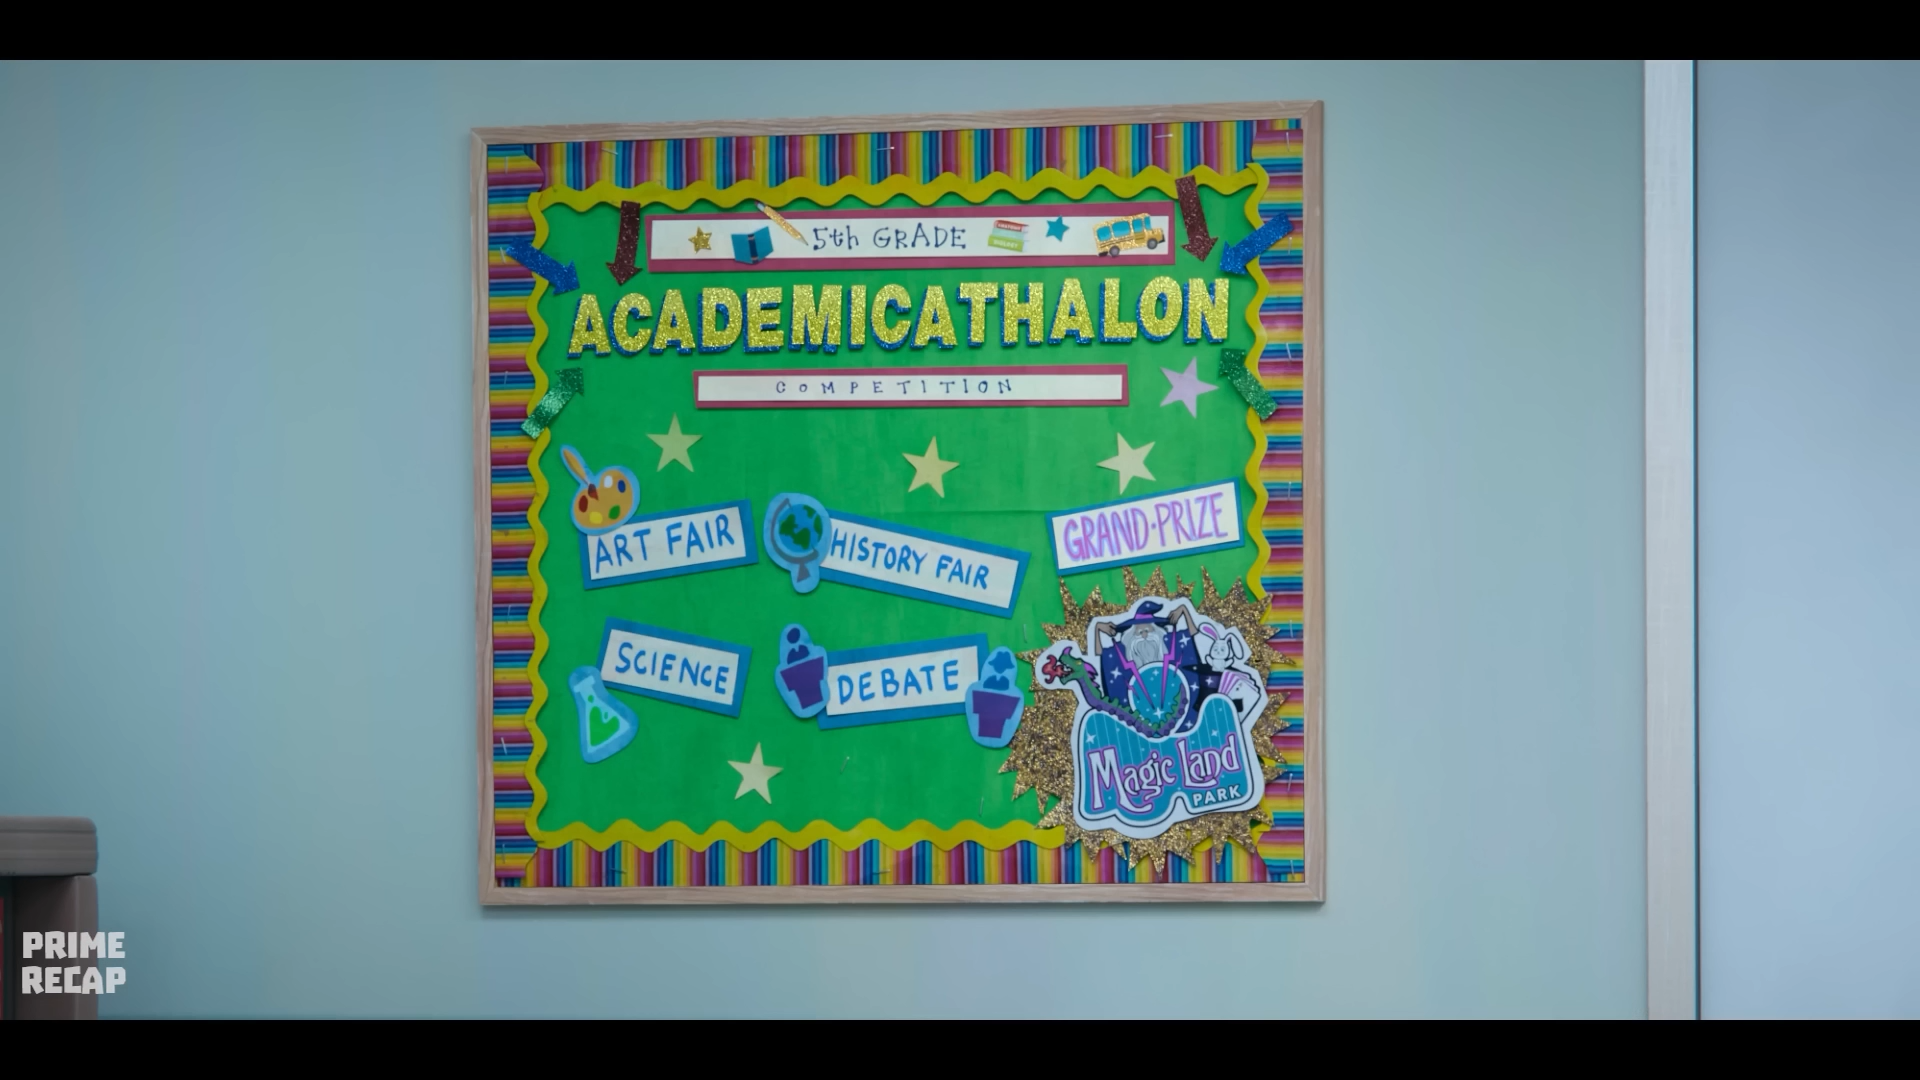 5th GRADE
ACADEMICATHALON
COMPETITION
ART FAIR
HISTORY FAIR
GRAND-PRIZE
SCIENCE
DEBATE
Magic Land
PARK
PRIME
RECAP